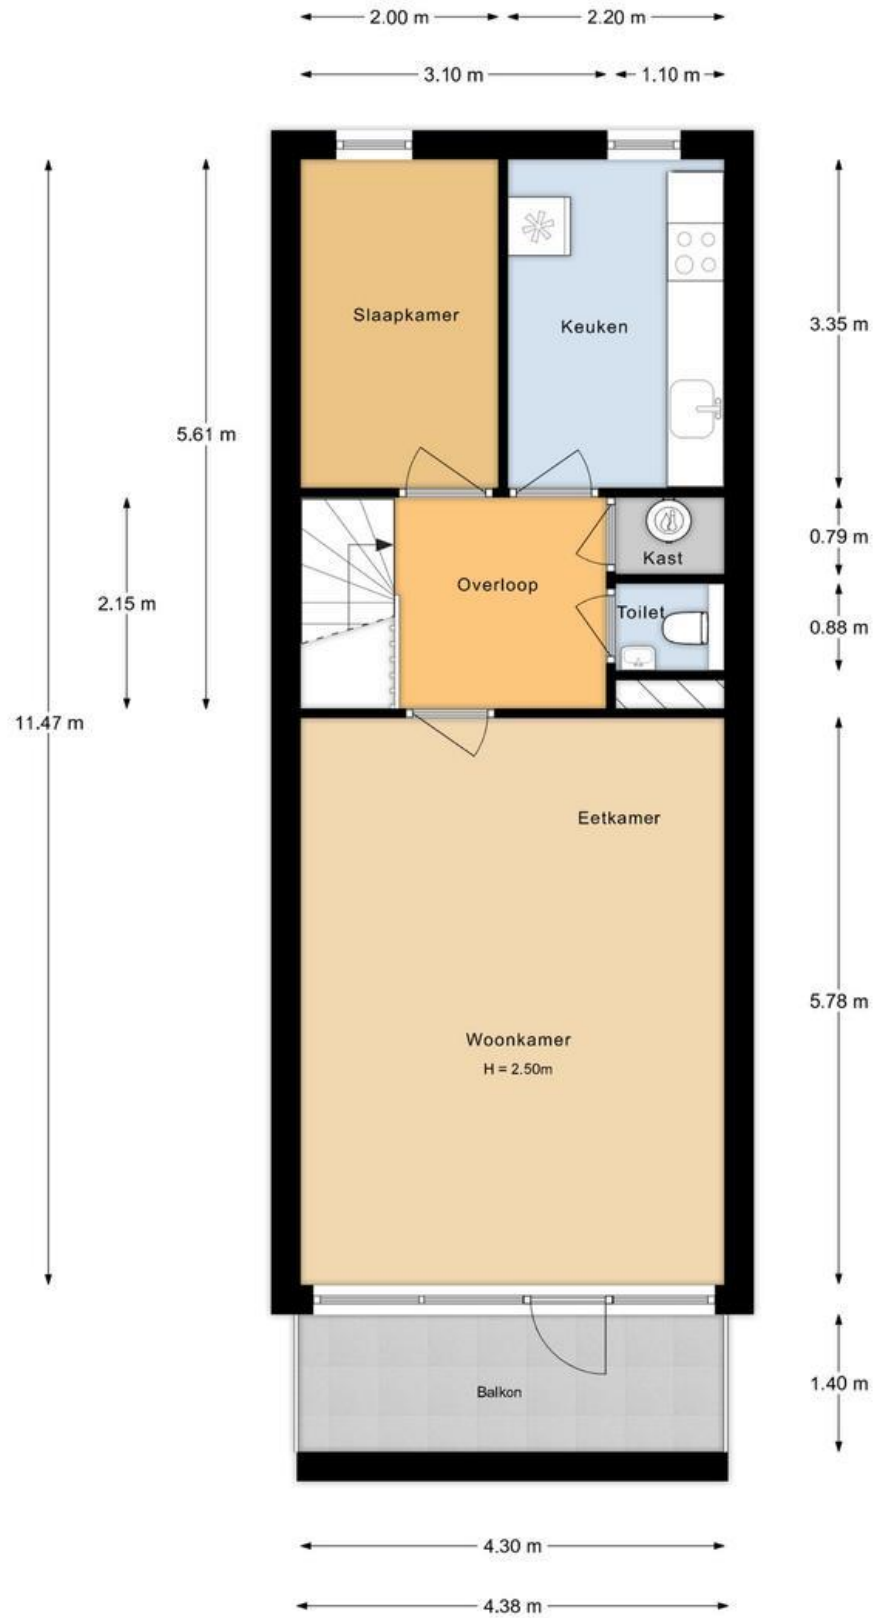 2.00 m
2.20 m
3.10 m
1.10 m
Slaapkamer
Keuken
3.35 m
5.61 m
0.79 m
Kast
Overloop
2.15 m
Toilet
0.88 m
11.47 m
Eetkamer
5.78 m
Woonkamer
H = 2.50m
1.40 m
Balkon
4.30 m
4.38 m